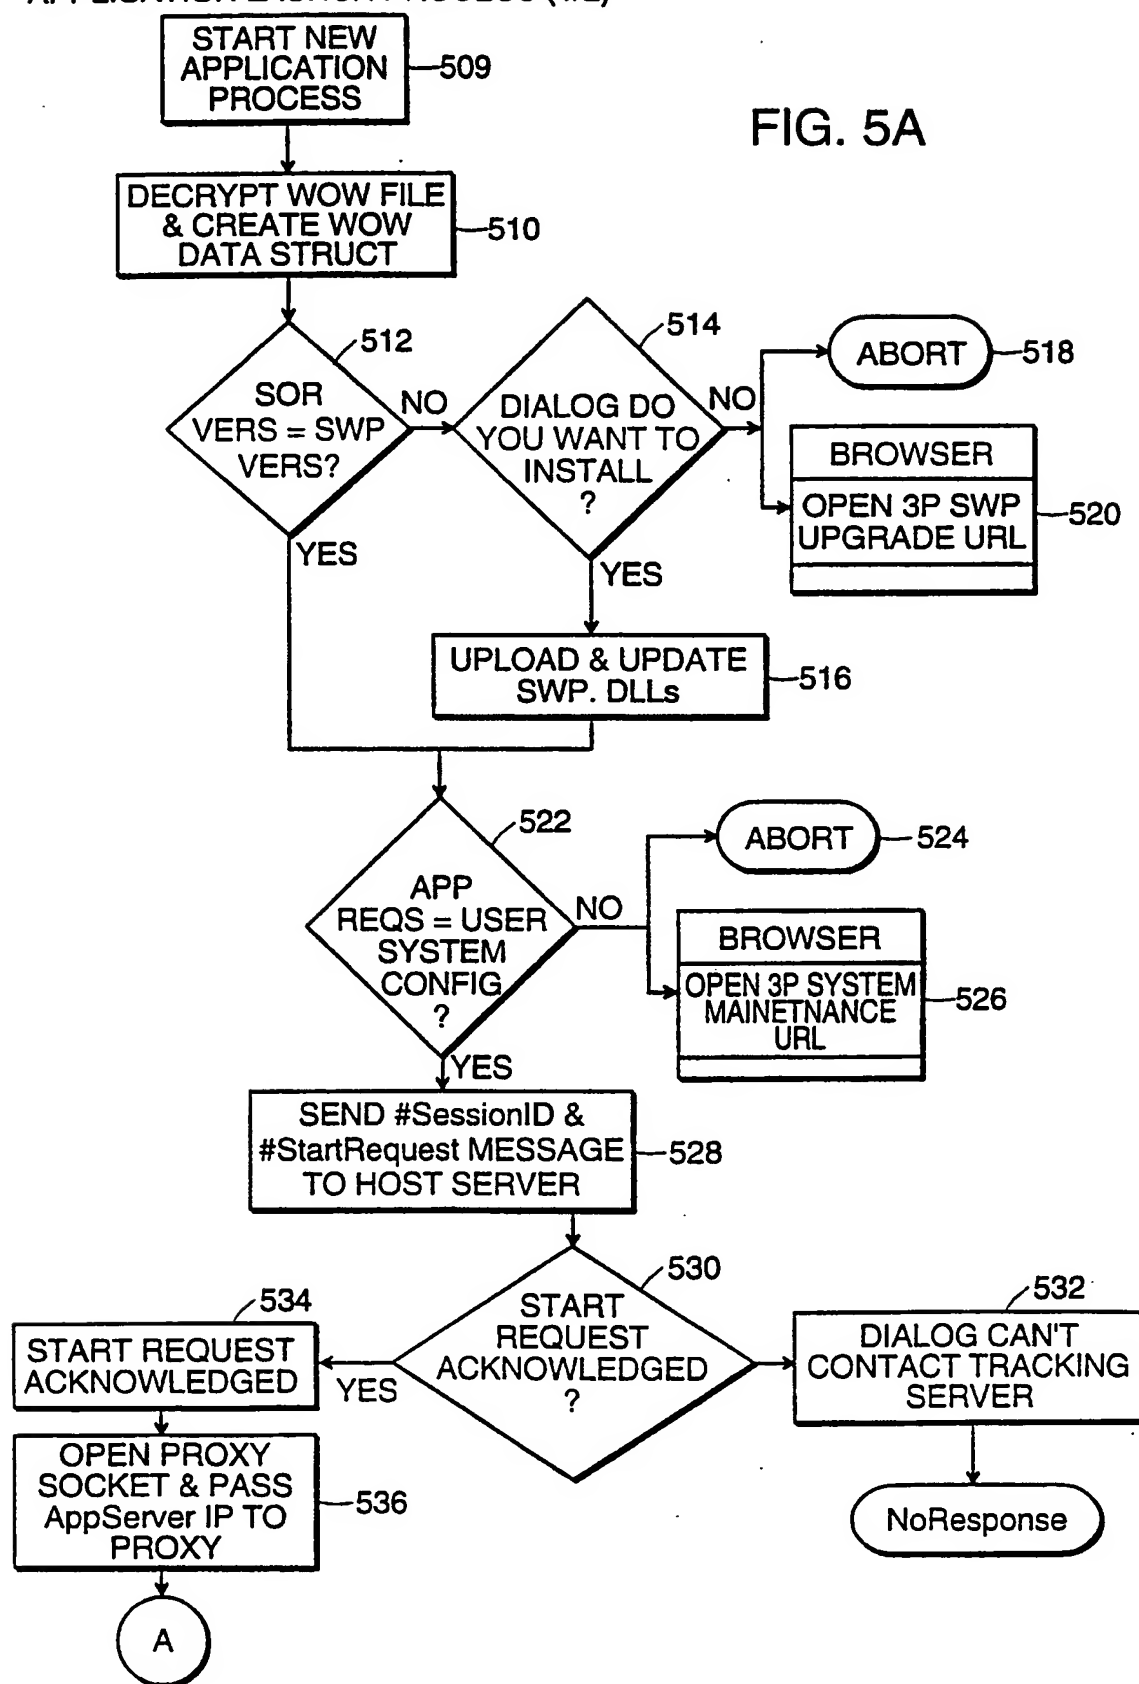 START NEW
APPLICATION
PROCESS
509
FIG. 5A
DECRYPT WOW FILE
& CREATE WOW
DATA STRUCT
510
512
SOR
VERS = SWP
VERS?
NO
YES
514
DIALOG DO
YOU WANT TO
INSTALL
?
NO
YES
ABORT
518
BROWSER
OPEN 3P SWP
UPGRADE URL
520
UPLOAD & UPDATE
SWP. DLLs
516
522
APP
REQS = USER
SYSTEM
CONFIG
?
NO
YES
ABORT
524
BROWSER
OPEN 3P SYSTEM
MAINETNANCE
URL
526
SEND #SessionID &
#StartRequest MESSAGE
TO HOST SERVER
528
530
START
REQUEST
ACKNOWLEDGED
?
YES
532
DIALOG CAN'T
CONTACT TRACKING
SERVER
NoResponse
534
START REQUEST
ACKNOWLEDGED
OPEN PROXY
SOCKET & PASS
AppServer IP TO
PROXY
536
A